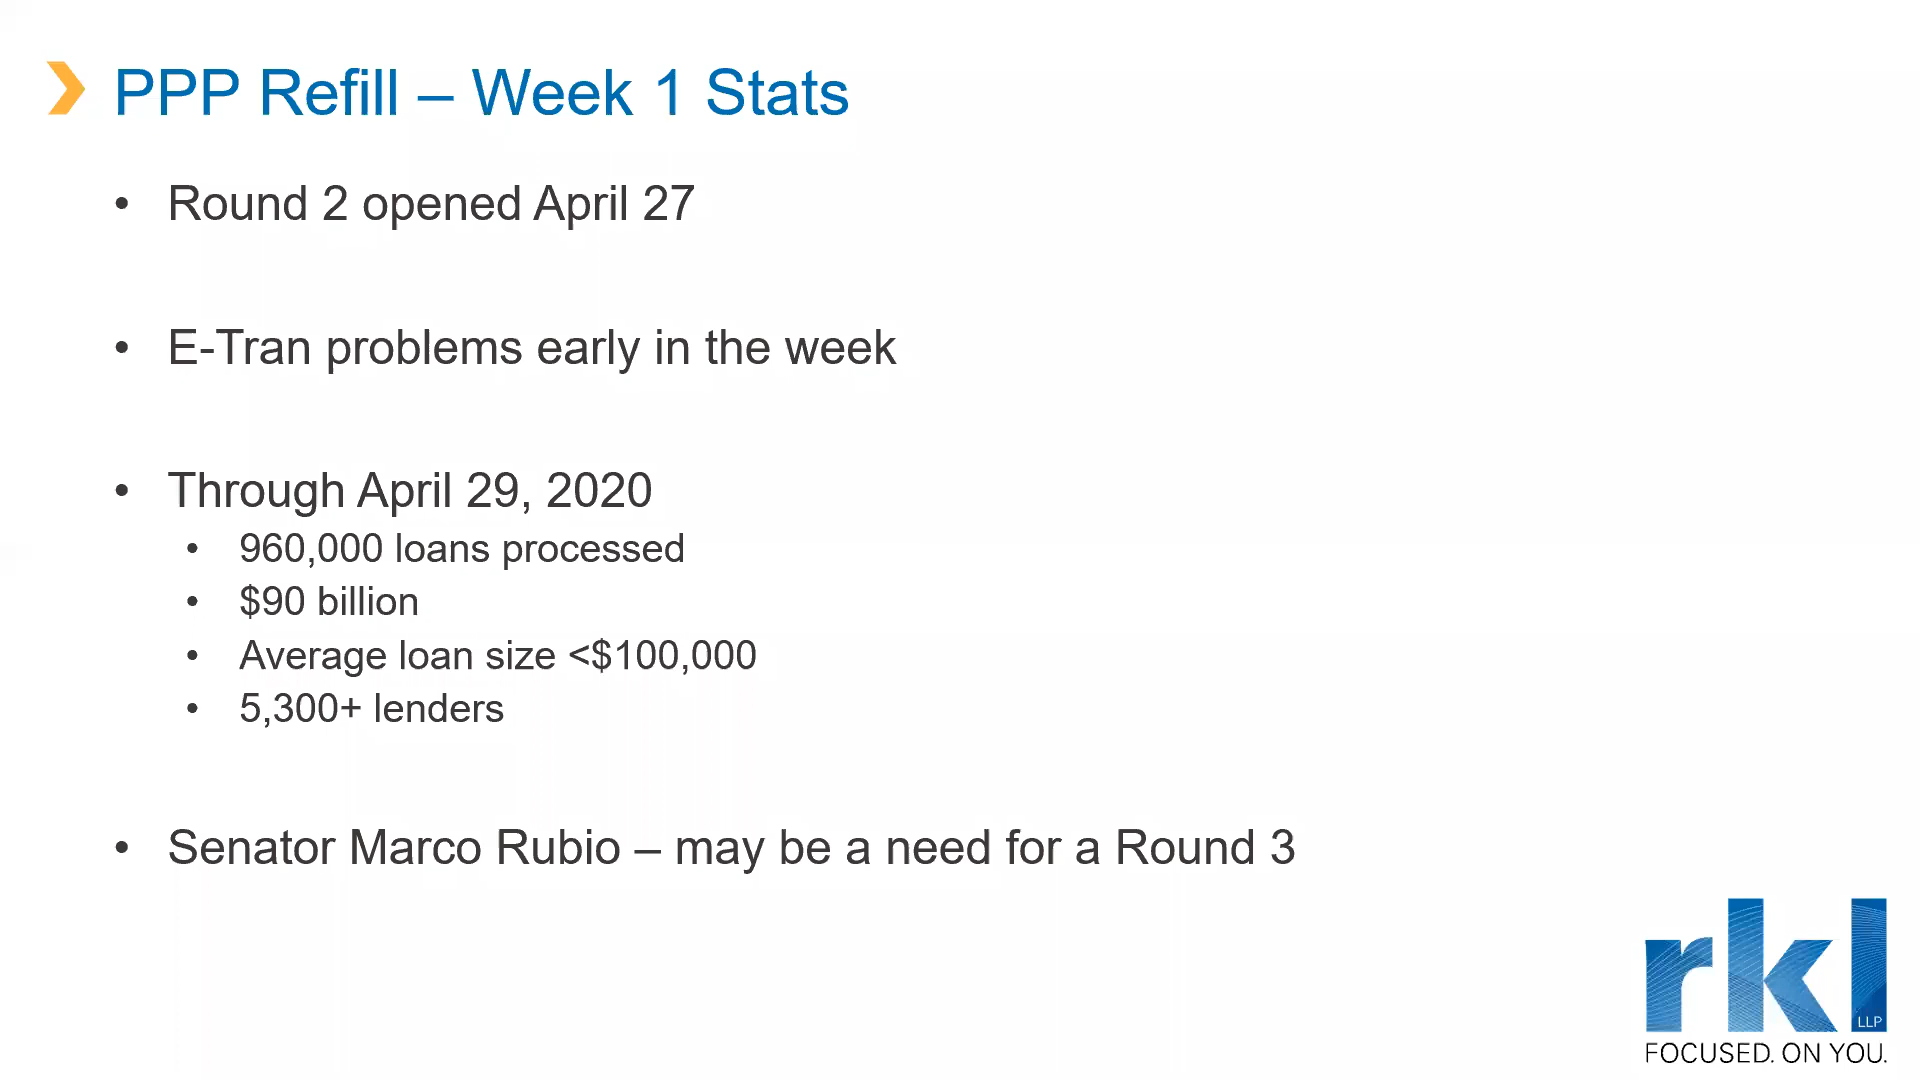 PPP Refill – Week 1 Stats
• Round 2 opened April 27
• E-Tran problems early in the week
• Through April 29, 2020
• 960,000 loans processed
• $90 billion
• Average loan size <$100,000
• 5,300+ lenders
• Senator Marco Rubio – may be a need for a Round 3
rkl
LLP
FOCUSED. ON YOU.